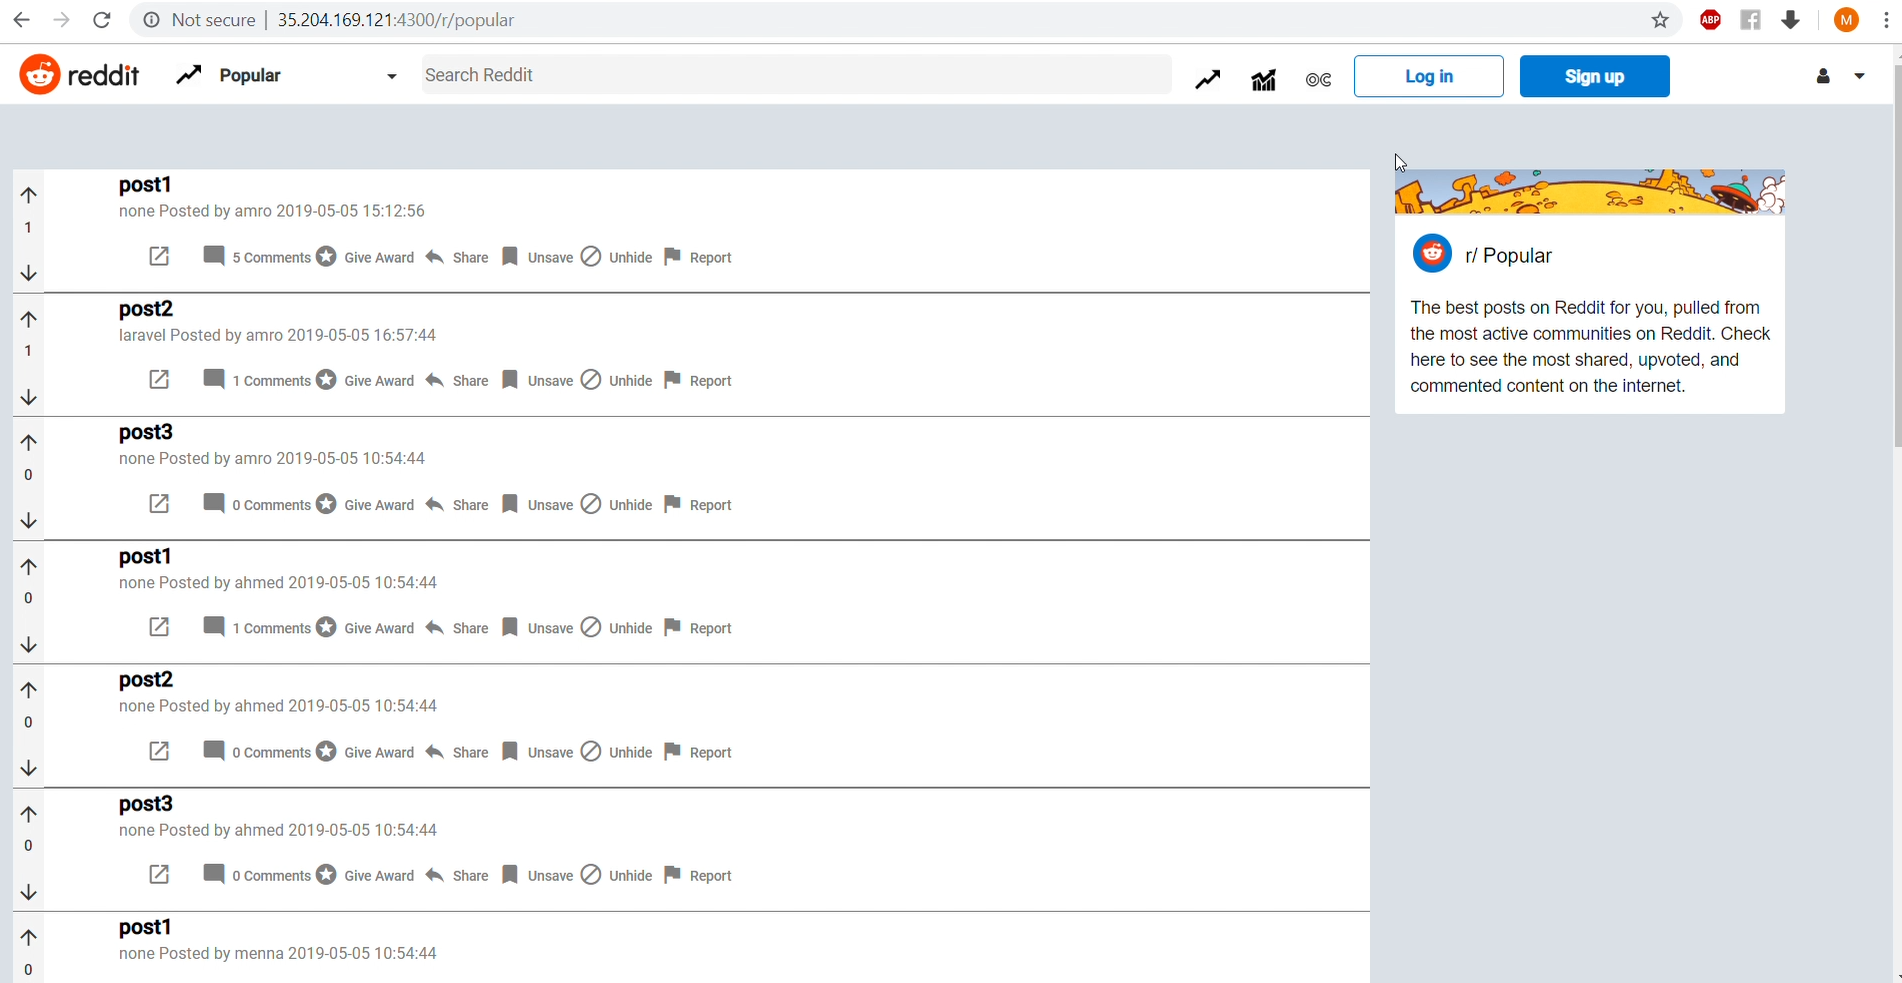 Not secure | 35.204.169.121:4300/r/popular
ABP
M
reddit Popular Search Reddit OC Log in Sign up
post1
none Posted by amro 2019-05-05 15:12:56
1
5 Comments Give Award Share Unsave Unhide Report
post2
laravel Posted by amro 2019-05-05 16:57:44
1
1 Comments Give Award Share Unsave Unhide Report
post3
none Posted by amro 2019-05-05 10:54:44
0
0 Comments Give Award Share Unsave Unhide Report
post1
none Posted by ahmed 2019-05-05 10:54:44
0
1 Comments Give Award Share Unsave Unhide Report
post2
none Posted by ahmed 2019-05-05 10:54:44
0
0 Comments Give Award Share Unsave Unhide Report
post3
none Posted by ahmed 2019-05-05 10:54:44
0
0 Comments Give Award Share Unsave Unhide Report
post1
none Posted by menna 2019-05-05 10:54:44
0
r/ Popular
The best posts on Reddit for you, pulled from
the most active communities on Reddit. Check
here to see the most shared, upvoted, and
commented content on the internet.